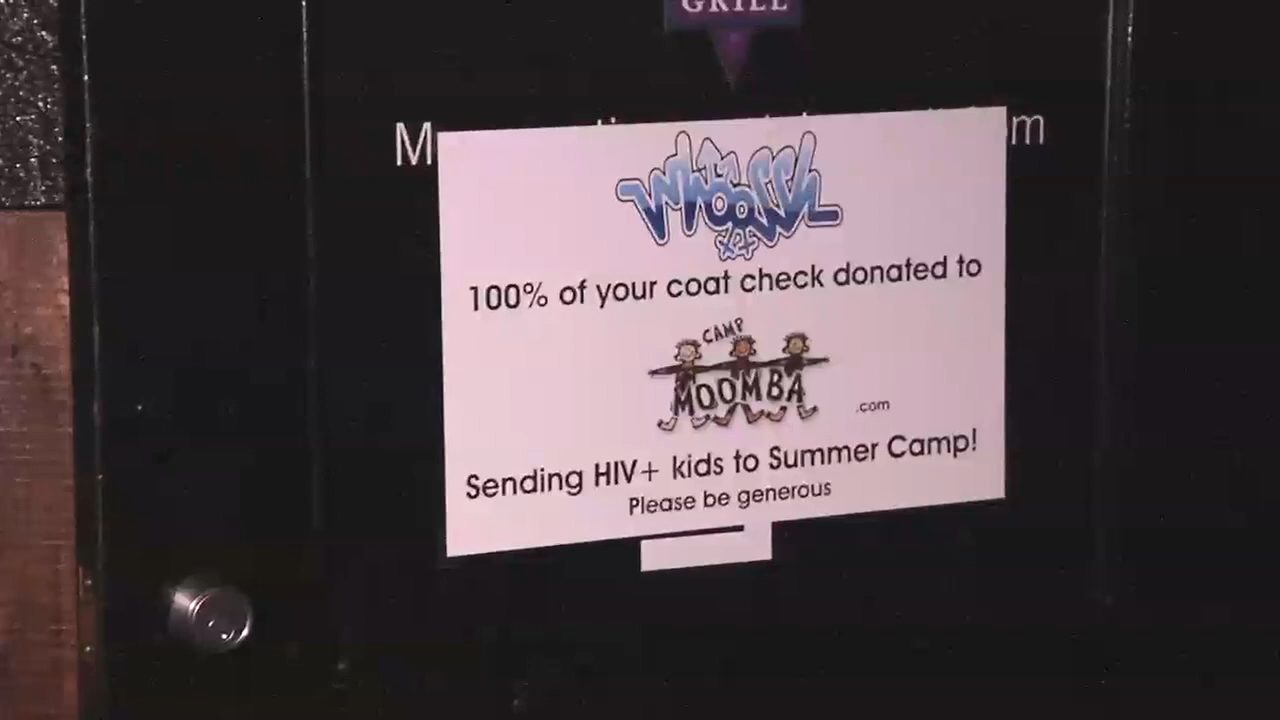 GRILL
M
m
whoossh
100% of your coat check donated to
CAMP
MOOMBA
.com
Sending HIV+ kids to Summer Camp!
Please be generous